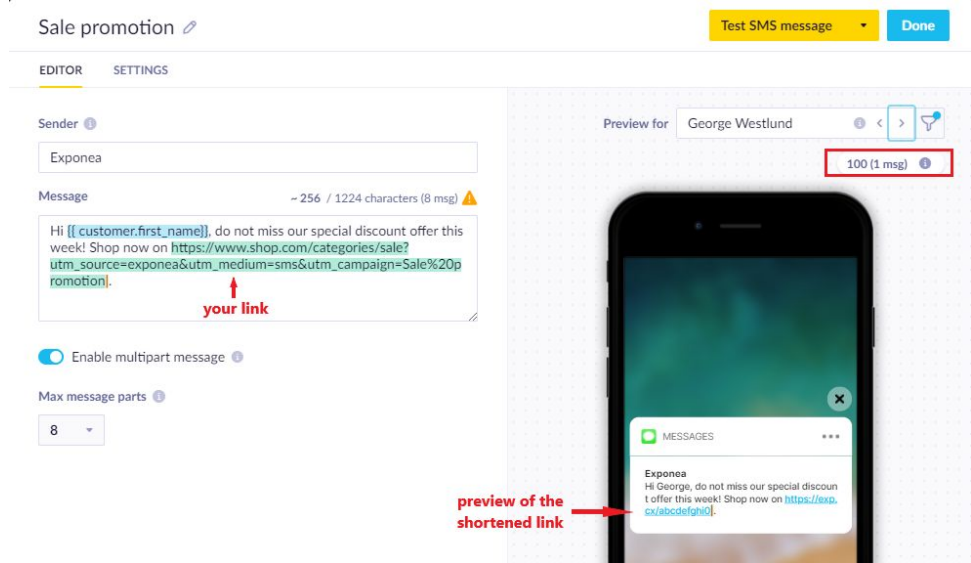 Sale promotion
Test SMS message
Done
EDITOR
SETTINGS
Sender
Exponea
Message
~ 256 / 1224 characters (8 msg)
Hi {{ customer.first_name}}, do not miss our special discount offer this
week! Shop now on https://www.shop.com/categories/sale?
utm_source=exponea&utm_medium=sms&utm_campaign=Sale%20p
romotion.
your link
Enable multipart message
Max message parts
8
Preview for
George Westlund
100 (1 msg)
MESSAGES
Exponea
Hi George, do not miss our special discoun
t offer this week! Shop now on https://exp.
cx/abcdefghi0.
preview of the
shortened link